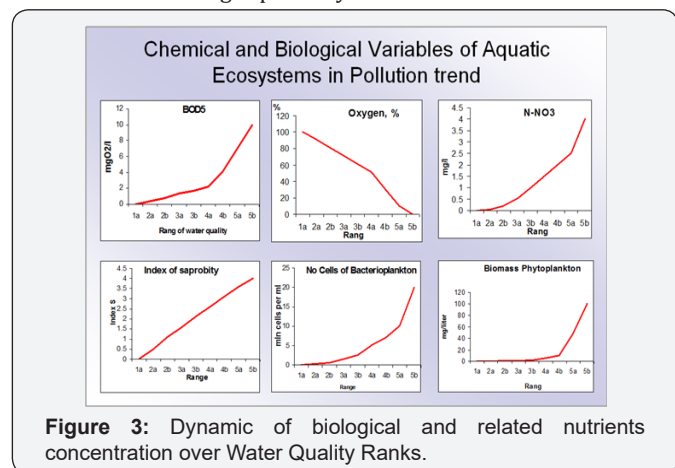 Chemical and Biological Variables of Aquatic
Ecosystems in Pollution trend
BOD5
mgO2/l
12
10
8
6
4
2
0
1a 2a 2b 3a 3b 4a 4b 5a 5b
Rang of water quality
%
Oxygen, %
120
100
80
60
40
20
0
1a 2a 2b 3a 3b 4a 4b 5a 5b
Rang
N-NO3
mg/l
4.5
4
3.5
3
2.5
2
1.5
1
0.5
0
1a 2a 2b 3a 3b 4a 4b 5a 5b
Rang
Index of saprobity
Index S
4.5
4
3.5
3
2.5
2
1.5
1
0.5
0
1a 2a 2b 3a 3b 4a 4b 5a 5b
Range
No Cells of Bacterioplankton
mln cells per ml
25
20
15
10
5
0
1a 2a 2b 3a 3b 4a 4b 5a 5b
Range
Biomass Phytoplankton
mg/liter
120
100
80
60
40
20
0
1a 2a 2b 3a 3b 4a 4b 5a 5b
Rang
Figure 3: Dynamic of biological and related nutrients
concentration over Water Quality Ranks.